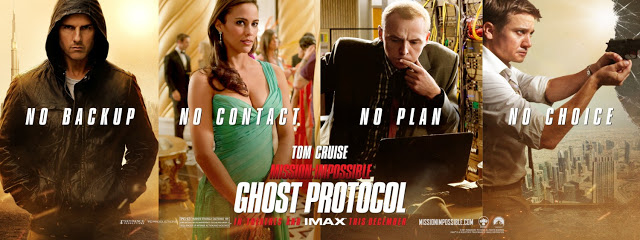 NO BACKUP
NO CONTACT
NO PLAN
NO CHOICE
TOM CRUISE
MISSION: IMPOSSIBLE
GHOST PROTOCOL
IMAX THIS DECEMBER
MISSIONIMPOSSIBLE.COM